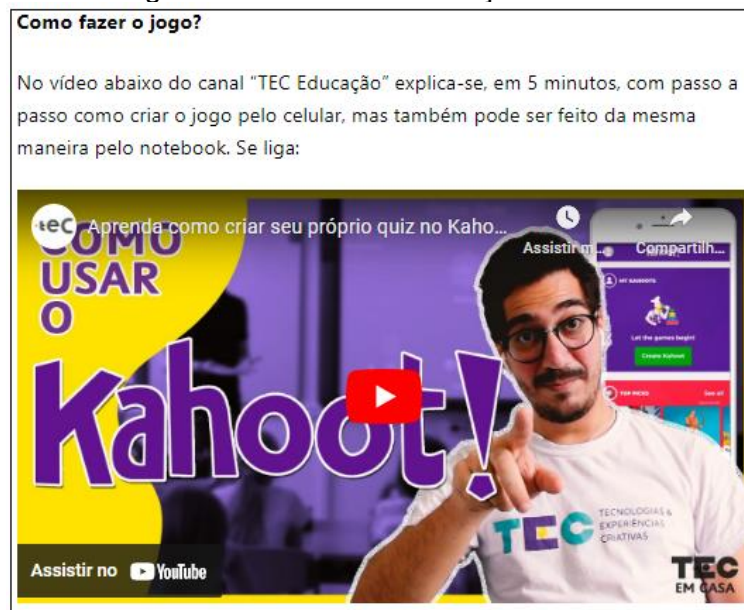 Como fazer o jogo?
No vídeo abaixo do canal "TEC Educação" explica-se, em 5 minutos, com passo a
passo como criar o jogo pelo celular, mas também pode ser feito da mesma
maneira pelo notebook. Se liga:
tec
Aprenda como criar seu próprio quiz no Kaho...
Assistir m...
Compartilh...
COMO
USAR
O
Kahoot!
MY KAHOOTS
Let the games begin!
Create Kahoot
TOP PICKS
See all
TEC
TECNOLOGIAS &
EXPERIÊNCIAS
CRIATIVAS
Assistir no YouTube
TEC
EM CASA